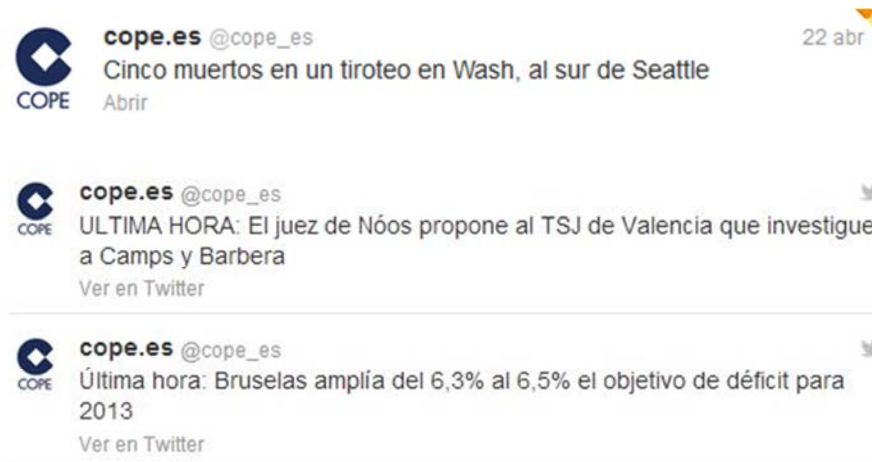 cope.es @cope_es 22 abr
Cinco muertos en un tiroteo en Wash, al sur de Seattle
COPE
Abrir
cope.es @cope_es
COPE
ULTIMA HORA: El juez de Nóos propone al TSJ de Valencia que investigue
a Camps y Barbera
Ver en Twitter
cope.es @cope_es
COPE
Última hora: Bruselas amplía del 6,3% al 6,5% el objetivo de déficit para
2013
Ver en Twitter